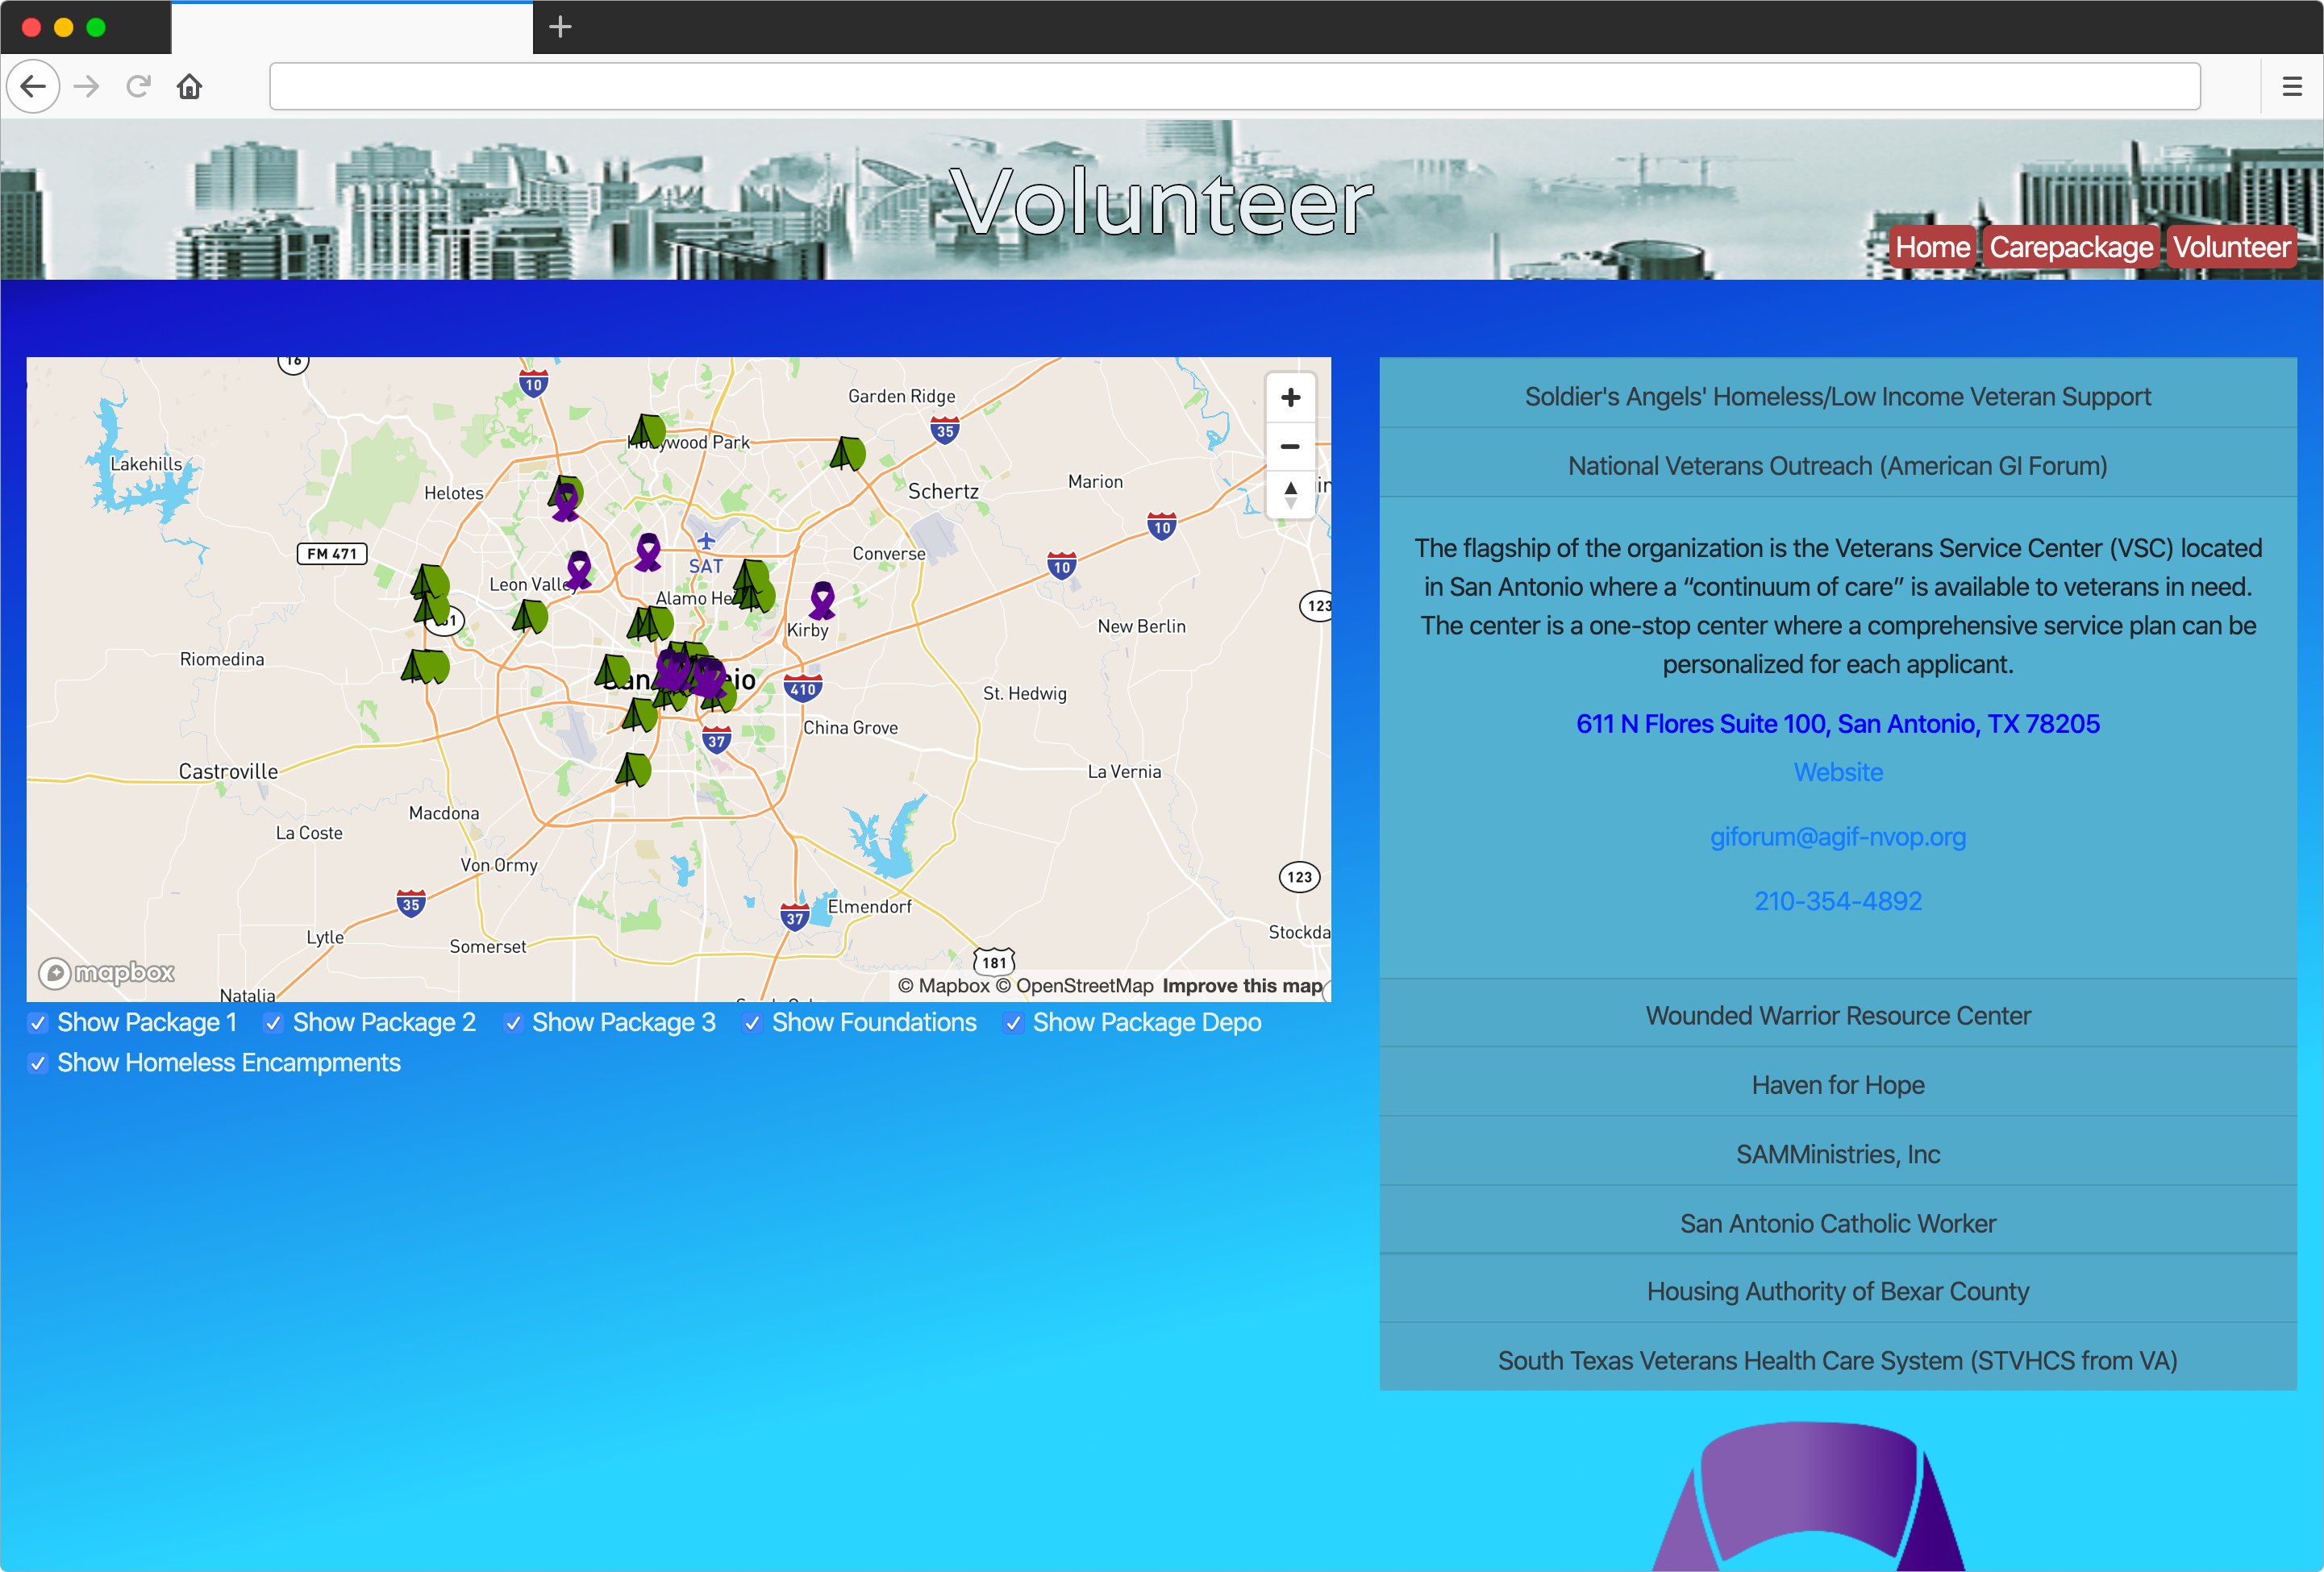 Volunteer
Home Carepackage Volunteer
16
10
Garden Ridge
35
Hollywood Park
Lakehills
Helotes
Schertz
Marion
10
FM 471
Converse
10
SAT
Leon Valley
Alamo He
123
Kirby
New Berlin
Riomedina
San
io
410
St. Hedwig
China Grove
37
Castroville
La Vernia
Macdona
La Coste
Von Ormy
123
35
37
Elmendorf
Lytle
Somerset
Stockda
181
mapbox
Natalia
© Mapbox © OpenStreetMap Improve this map
Show Package 1 Show Package 2 Show Package 3 Show Foundations Show Package Depo
Show Homeless Encampments
Soldier's Angels' Homeless/Low Income Veteran Support
National Veterans Outreach (American GI Forum)
The flagship of the organization is the Veterans Service Center (VSC) located
in San Antonio where a “continuum of care” is available to veterans in need.
The center is a one-stop center where a comprehensive service plan can be
personalized for each applicant.
611 N Flores Suite 100, San Antonio, TX 78205
Website
giforum@agif-nvop.org
210-354-4892
Wounded Warrior Resource Center
Haven for Hope
SAMMinistries, Inc
San Antonio Catholic Worker
Housing Authority of Bexar County
South Texas Veterans Health Care System (STVHCS from VA)